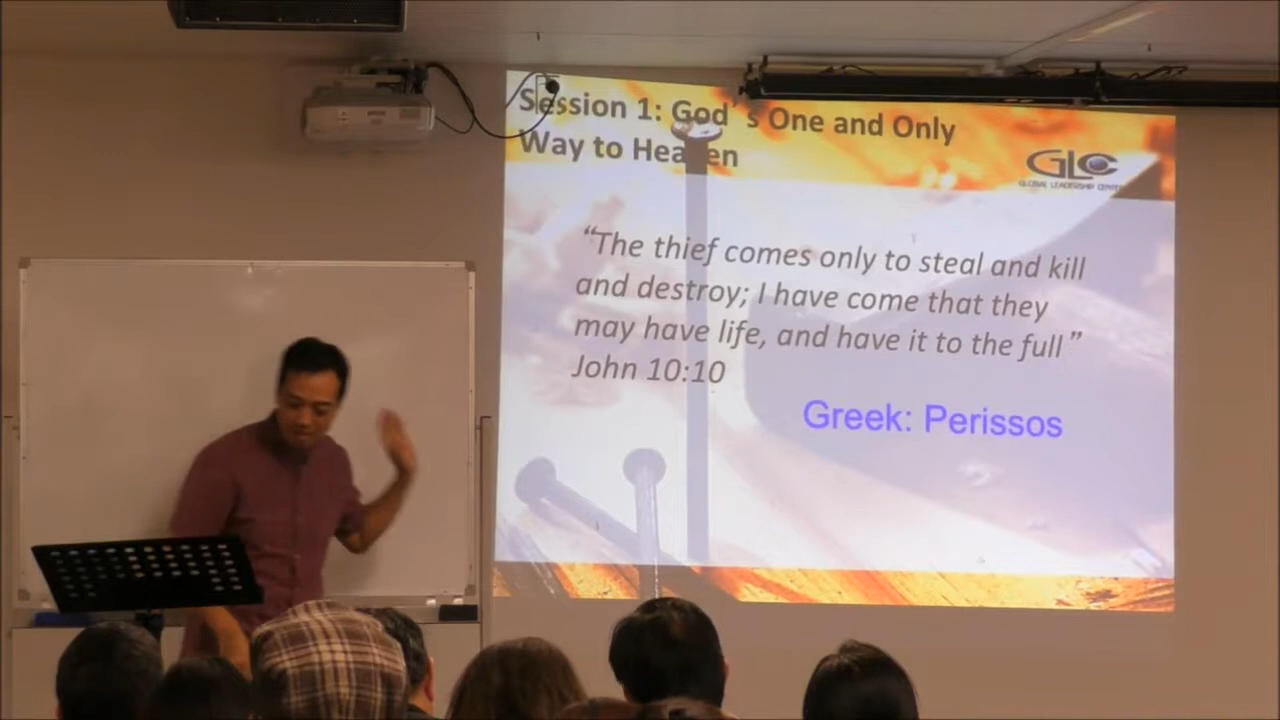 Session 1: God's One and Only
Way to Heaven
GLC
GLOBAL LEADERSHIP CENTER
“The thief comes only to steal and kill
and destroy; I have come that they
may have life, and have it to the full”
John 10:10
Greek: Perissos